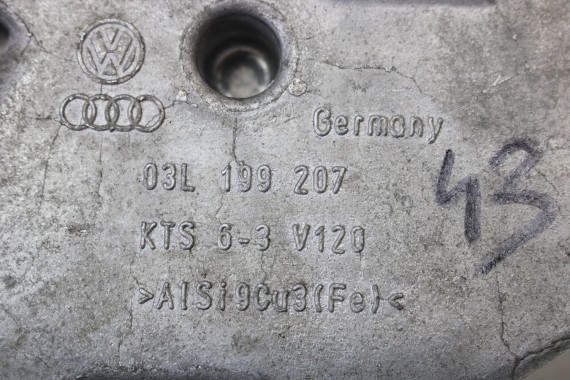 Germany
03L 199 207
KTS 6-3 V120
>AlSi9Cu3(Fe)<
43